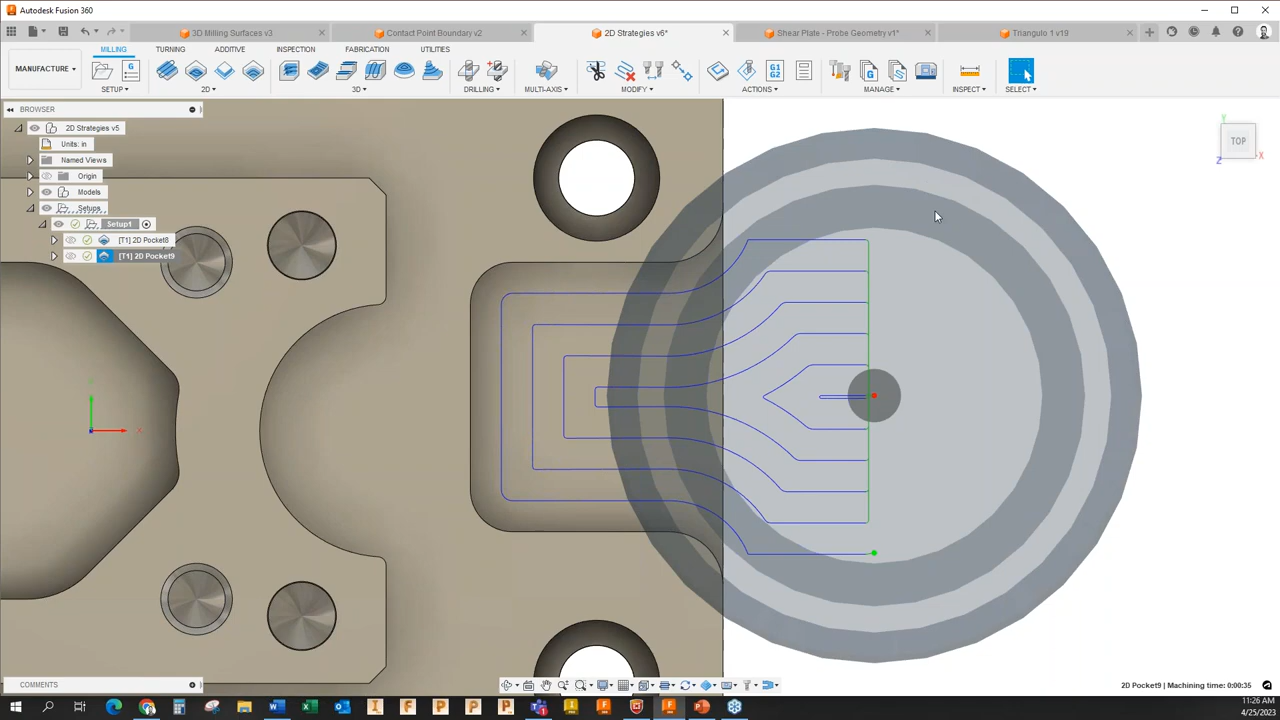 Autodesk Fusion 360
3D Milling Surfaces v3
Contact Point Boundary v2
2D Strategies v6*
Shear Plate - Probe Geometry v1*
Triangulo 1 v19
MILLING
TURNING
ADDITIVE
INSPECTION
FABRICATION
UTILITIES
MANUFACTURE
SETUP
2D
3D
DRILLING
MULTI-AXIS
MODIFY
ACTIONS
MANAGE
INSPECT
SELECT
G1
G2
BROWSER
2D Strategies v5
Units: in
Named Views
Origin
Models
Setups
Setup1
[T1] 2D Pocket8
[T1] 2D Pocket9
TOP
Y
X
Z
COMMENTS
2D Pocket9 | Machining time: 0:00:35
11:26 AM
4/25/2023